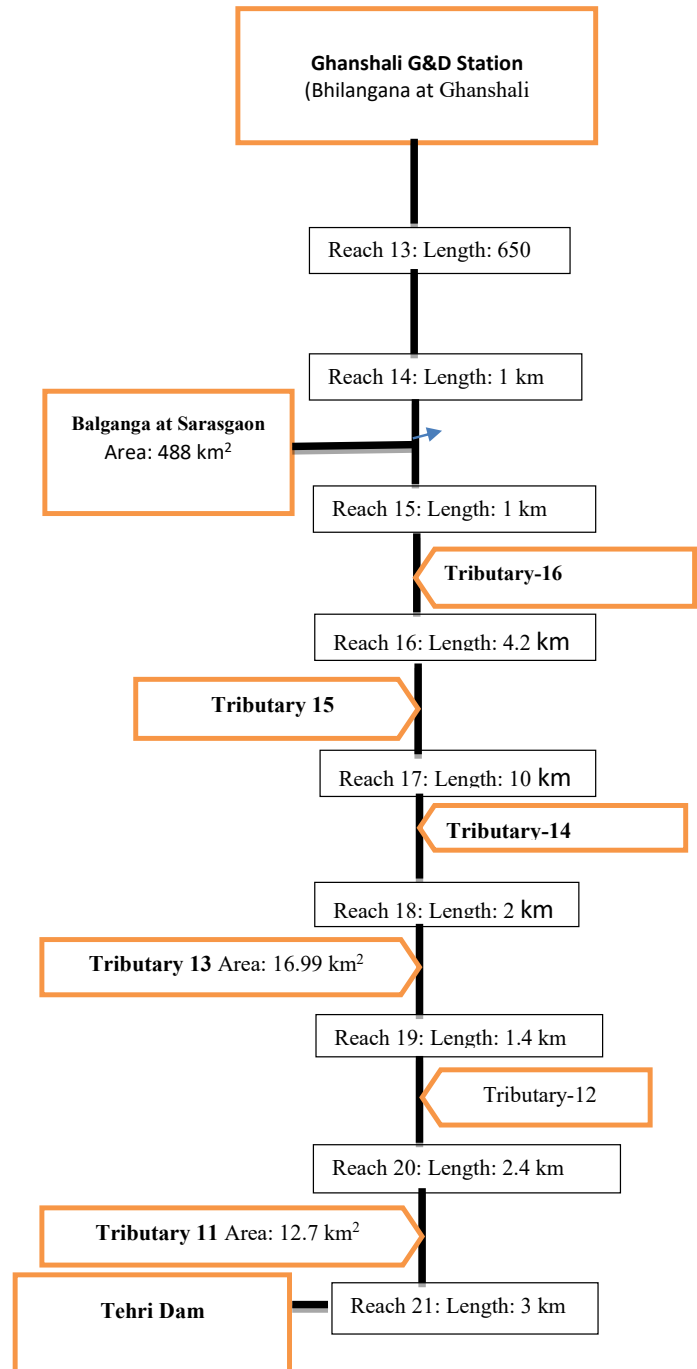 Ghanshali G&D Station
(Bhilangana at Ghanshali
Reach 13: Length: 650
Reach 14: Length: 1 km
Balganga at Sarasgaon
Area: 488 km²
Reach 15: Length: 1 km
Tributary-16
Reach 16: Length: 4.2 km
Tributary 15
Reach 17: Length: 10 km
Tributary-14
Reach 18: Length: 2 km
Tributary 13 Area: 16.99 km²
Reach 19: Length: 1.4 km
Tributary-12
Reach 20: Length: 2.4 km
Tributary 11 Area: 12.7 km²
Tehri Dam
Reach 21: Length: 3 km